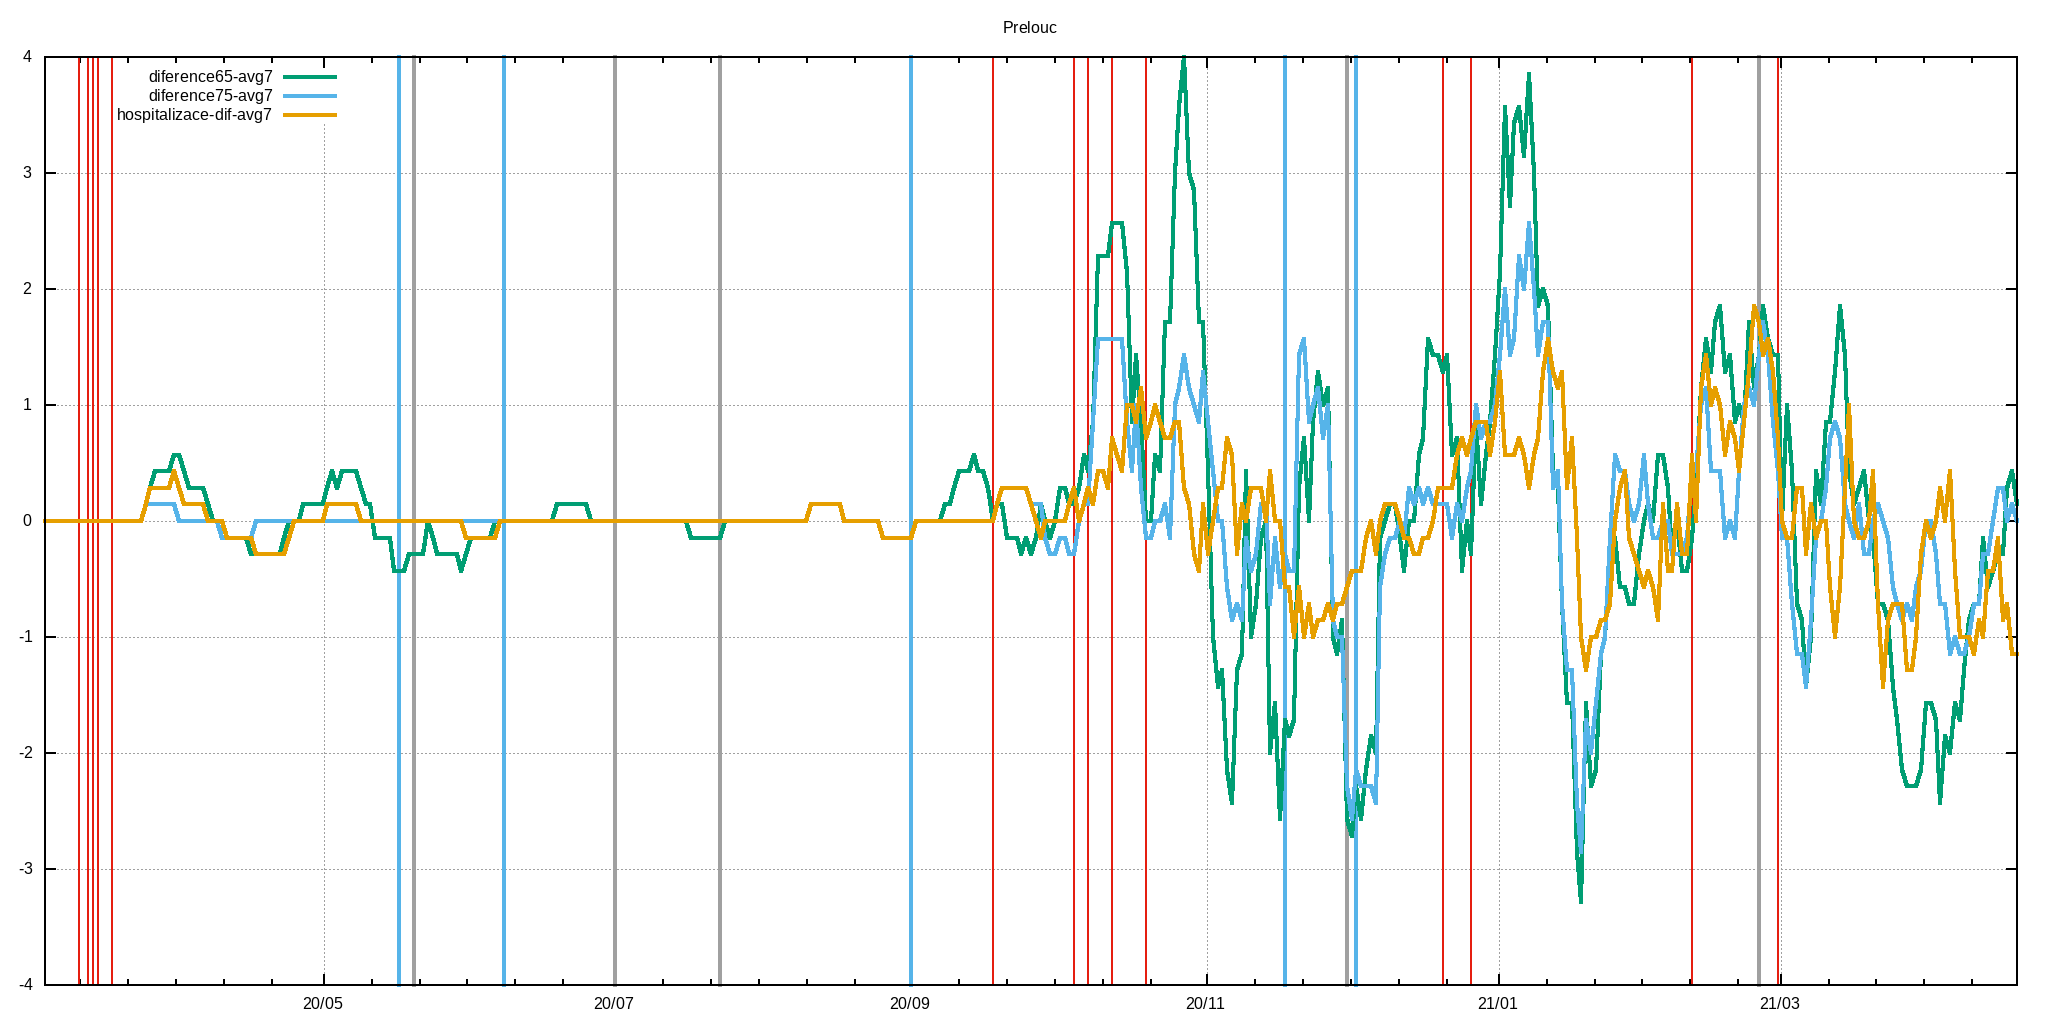 Prelouc
diference65-avg7
diference75-avg7
hospitalizace-dif-avg7
4
3
2
1
0
-1
-2
-3
-4
20/05 20/07 20/09 20/11 21/01 21/03